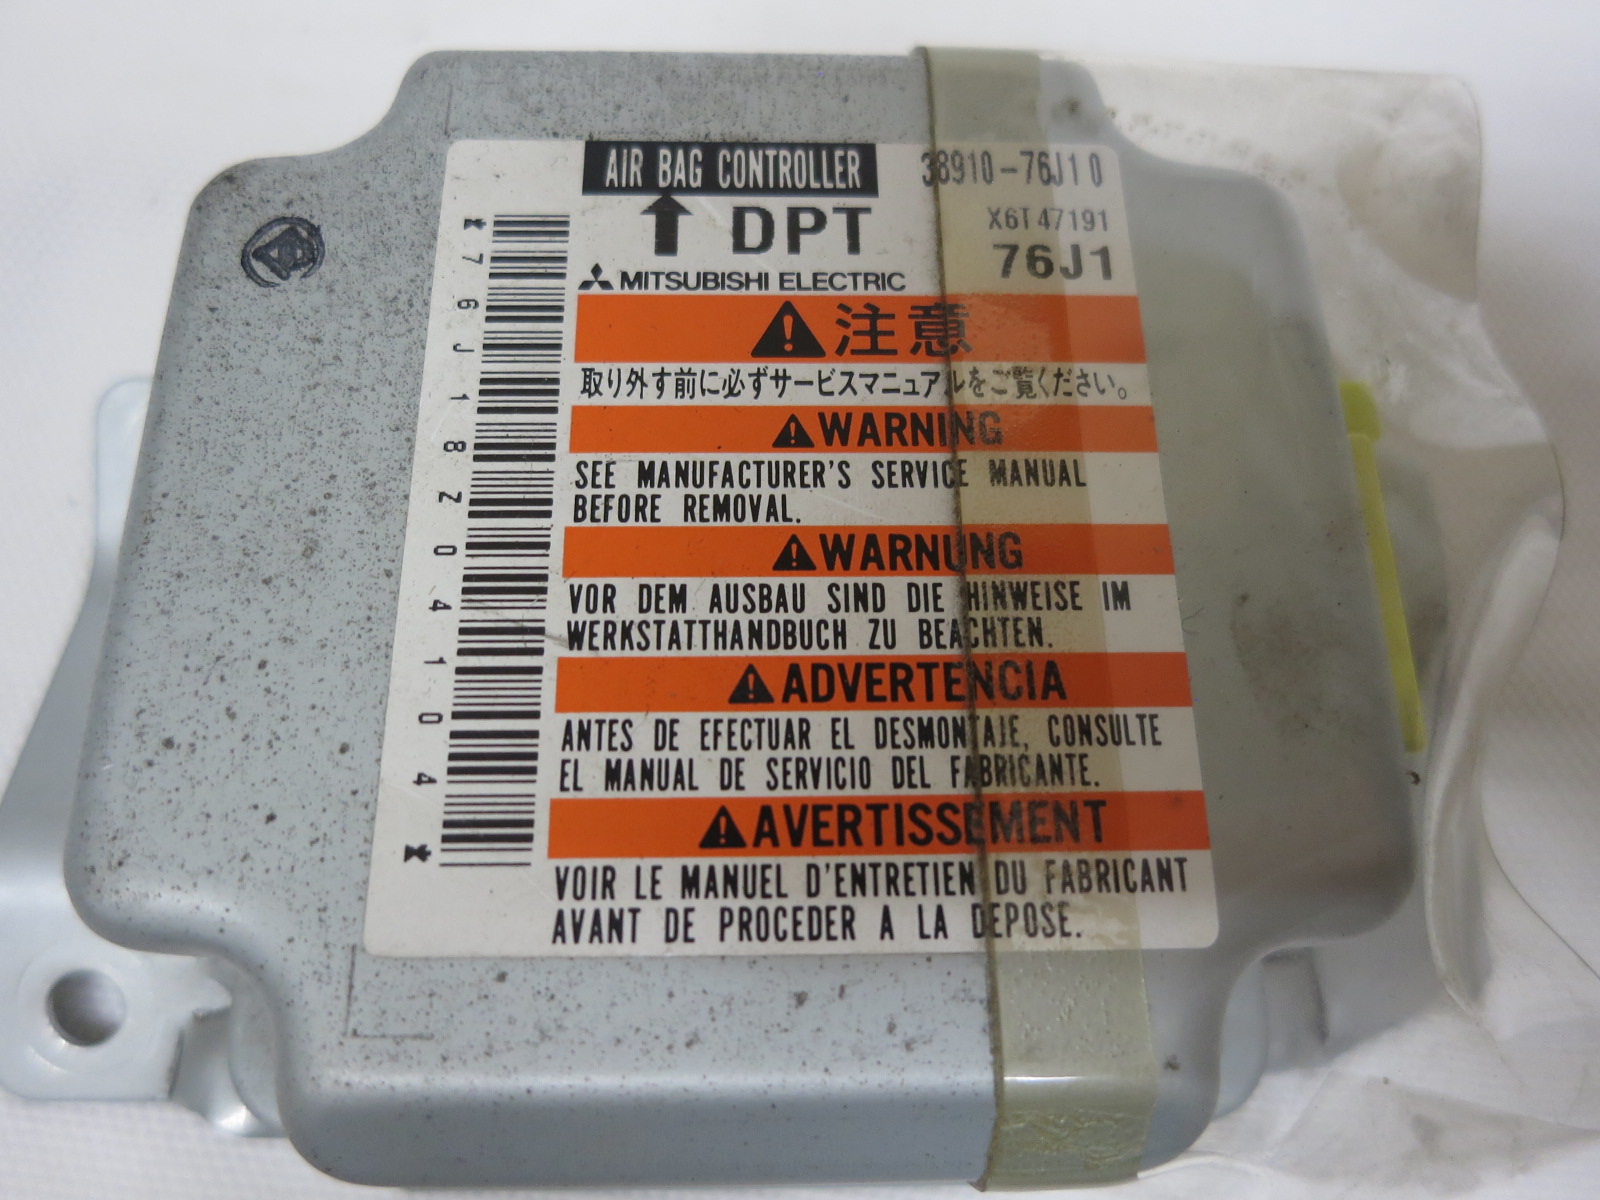 AIR BAG CONTROLLER 38910-76J10
DPT X6T47191
76J1
MITSUBISHI ELECTRIC
注意
取り外す前に必ずサービスマニュアルをご覧ください。
WARNING
SEE MANUFACTURER'S SERVICE MANUAL
BEFORE REMOVAL.
WARNUNG
VOR DEM AUSBAU SIND DIE HINWEISE IM
WERKSTATTHANDBUCH ZU BEACHTEN.
ADVERTENCIA
ANTES DE EFECTUAR EL DESMONTAJE, CONSULTE
EL MANUAL DE SERVICIO DEL FABRICANTE.
AVERTISSEMENT
VOIR LE MANUEL D'ENTRETIEN DU FABRICANT
AVANT DE PROCEDER A LA DEPOSE.
*76J18Z04104*